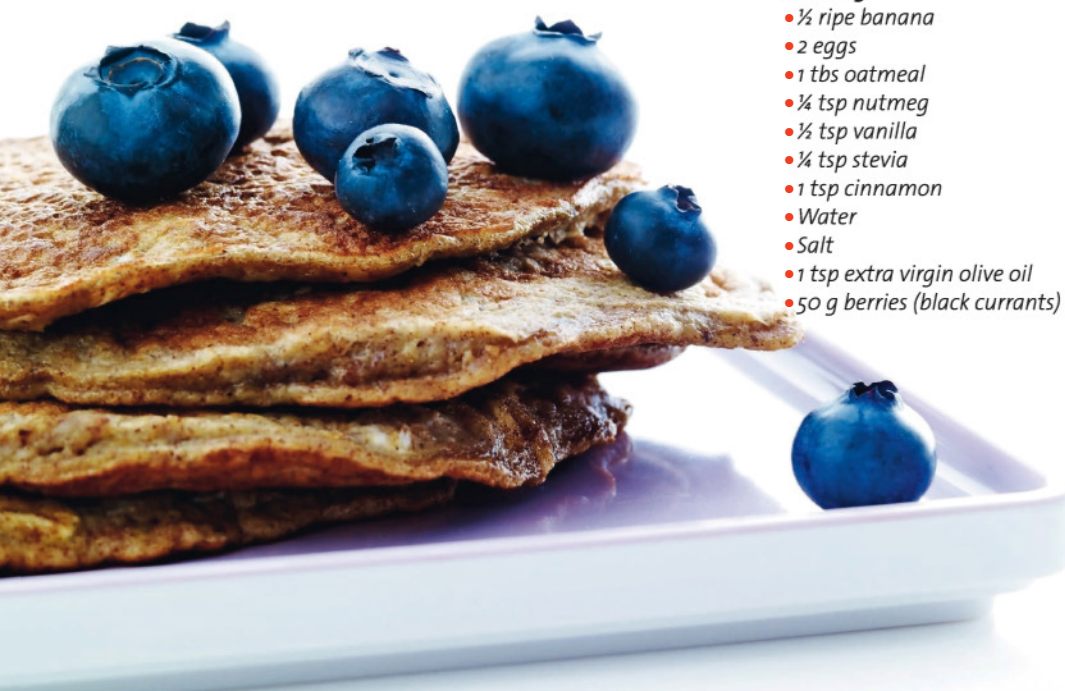 • ½ ripe banana
• 2 eggs
• 1 tbs oatmeal
• ¼ tsp nutmeg
• ½ tsp vanilla
• ¼ tsp stevia
• 1 tsp cinnamon
• Water
• Salt
• 1 tsp extra virgin olive oil
• 50 g berries (black currants)